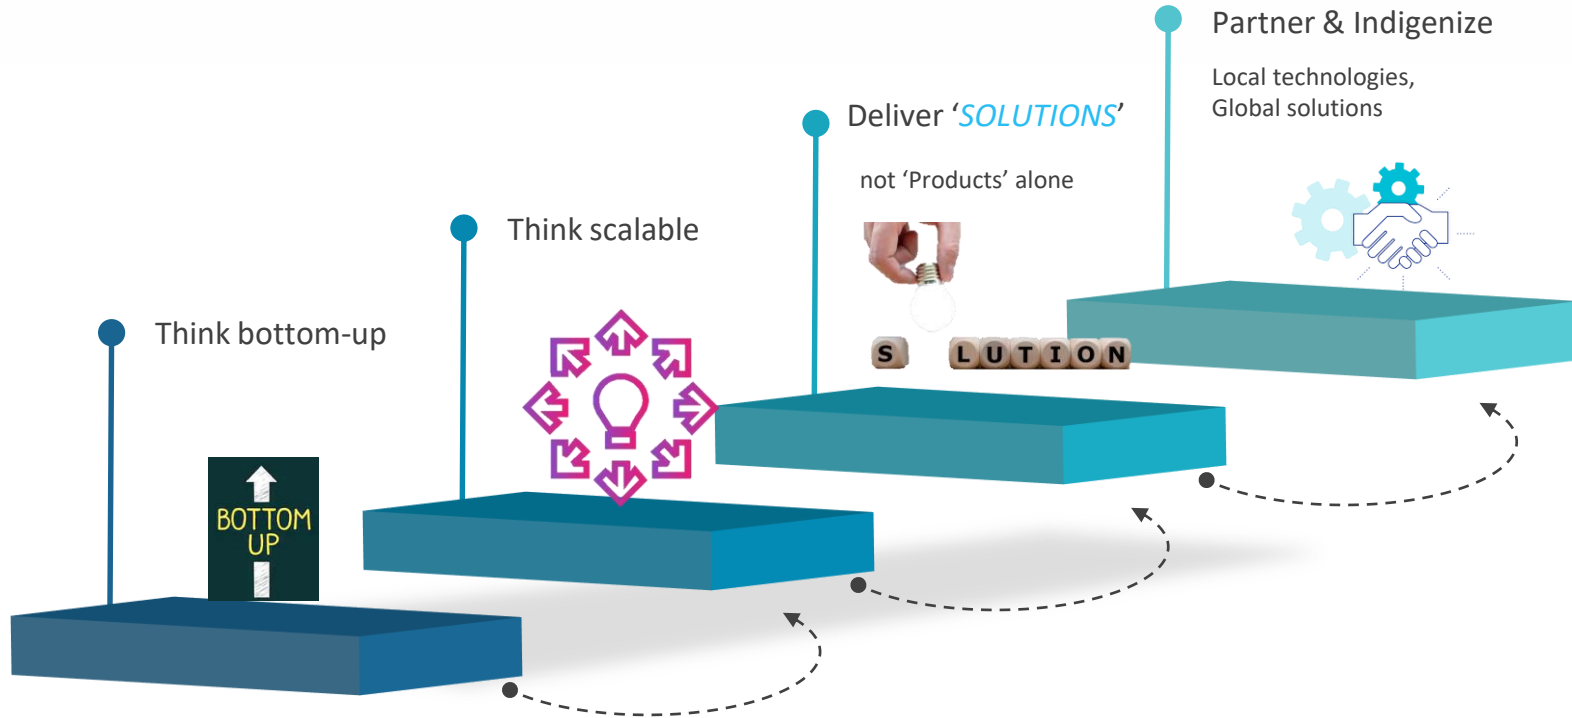 Partner & Indigenize
Local technologies,
Global solutions
Deliver ‘SOLUTIONS’
not ‘Products’ alone
S LUTION
Think scalable
Think bottom-up
BOTTOM
UP